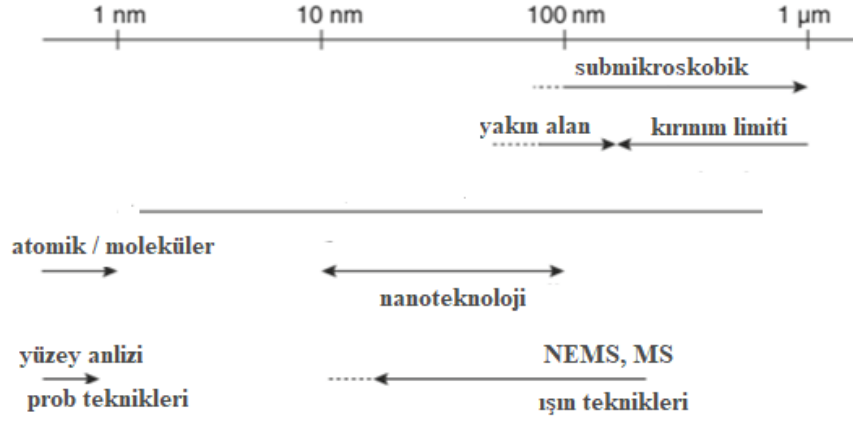 1 nm 10 nm 100 nm 1 µm
submikroskobik
yakın alan kırınım limiti
atomik / moleküler
nanoteknoloji
yüzey anlizi NEMS, MS
prob teknikleri ışın teknikleri